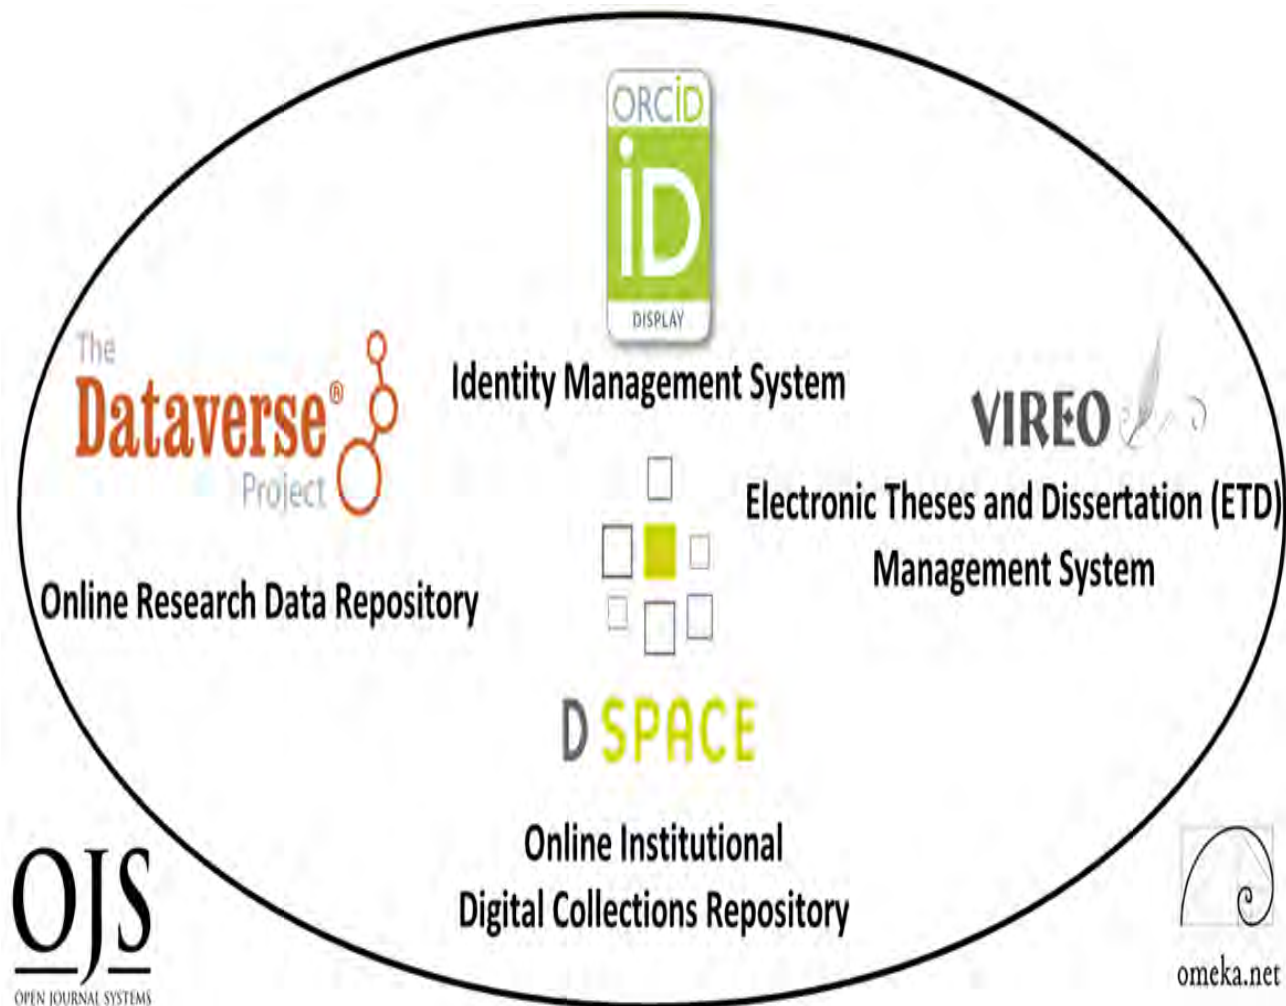 ORCiD
iD
DISPLAY
Identity Management System
The
Dataverse®
Project
Online Research Data Repository
VIREO
Electronic Theses and Dissertation (ETD)
Management System
D SPACE
Online Institutional
Digital Collections Repository
OJS
OPEN JOURNAL SYSTEMS
omeka.net